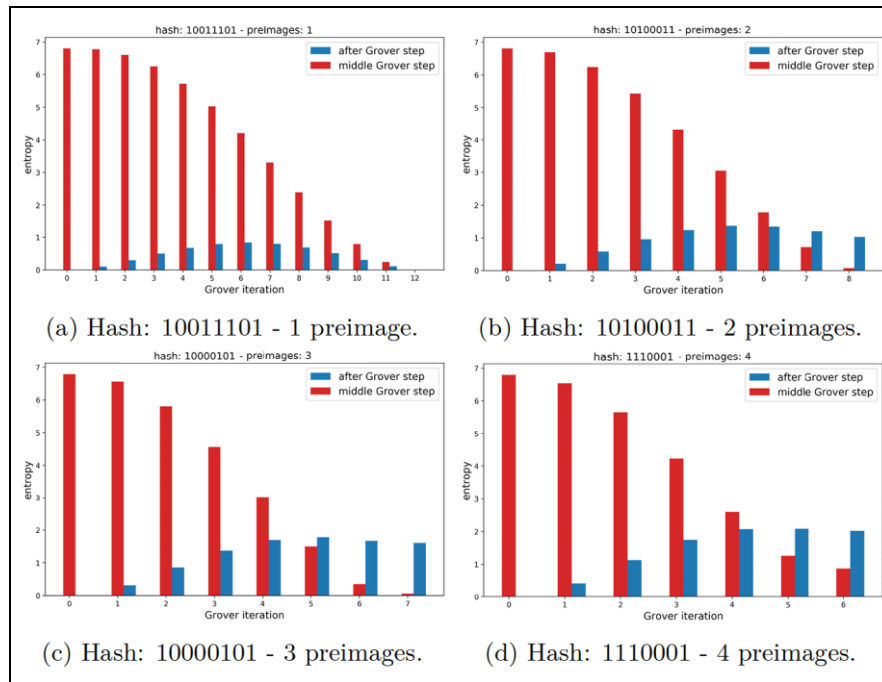 hash: 10011101 - preimages: 1
7
6
5
4
3
2
1
0
entropy
after Grover step
middle Grover step
0 1 2 3 4 5 6 7 8 9 10 11 12
Grover iteration
(a) Hash: 10011101 - 1 preimage.
hash: 10100011 - preimages: 2
7
6
5
4
3
2
1
0
entropy
after Grover step
middle Grover step
0 1 2 3 4 5 6 7 8
Grover iteration
(b) Hash: 10100011 - 2 preimages.
hash: 10000101 - preimages: 3
7
6
5
4
3
2
1
0
entropy
after Grover step
middle Grover step
0 1 2 3 4 5 6 7
Grover iteration
(c) Hash: 10000101 - 3 preimages.
hash: 1110001 - preimages: 4
7
6
5
4
3
2
1
0
entropy
after Grover step
middle Grover step
0 1 2 3 4 5 6
Grover iteration
(d) Hash: 1110001 - 4 preimages.